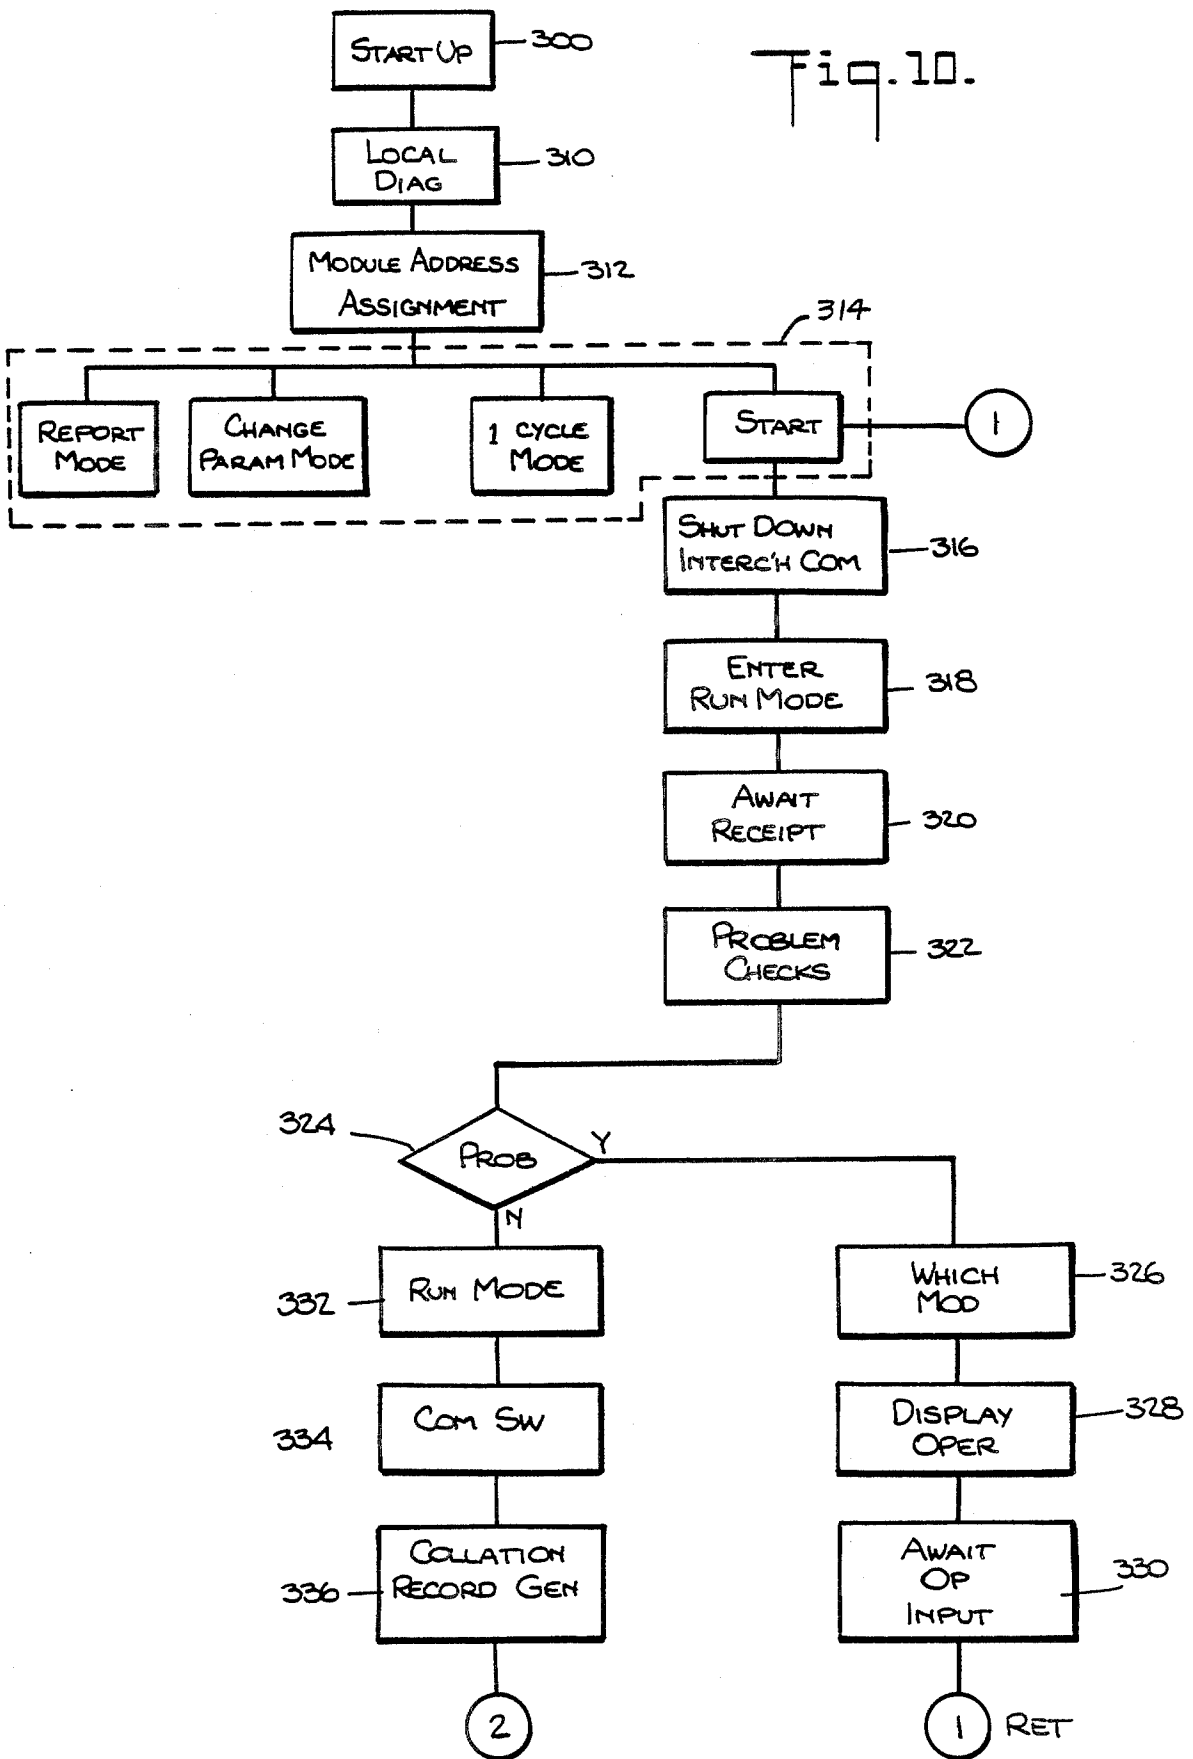 START UP
300
Fig. 10.
LOCAL
DIAG
310
MODULE ADDRESS
ASSIGNMENT
312
314
REPORT
MODE
CHANGE
PARAM MODE
1 CYCLE
MODE
START
1
SHUT DOWN
INTERC'H COM
316
ENTER
RUN MODE
318
AWAIT
RECEIPT
320
PROBLEM
CHECKS
322
324
PROB
Y
N
332
RUN MODE
WHICH
MOD
326
334
COM SW
DISPLAY
OPER
328
336
COLLATION
RECORD GEN
AWAIT
OP
INPUT
330
2
1
RET